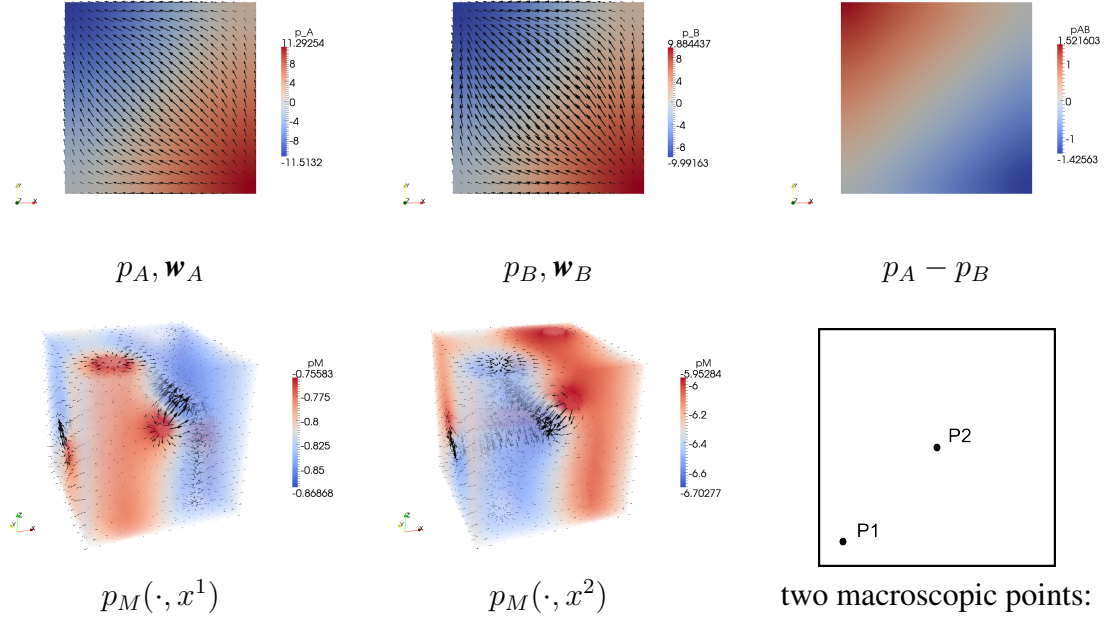 p_A
11.29254
8
4
0
-4
-8
-11.5132
Y
Z X
p_B
9.884437
8
4
0
-4
-8
-9.99163
Y
Z X
pAB
1.521603
1
0
-1
-1.42563
Y
Z X
p_A, w_A
p_B, w_B
p_A − p_B
pM
-0.75583
-0.775
-0.8
-0.825
-0.85
-0.86868
Z
Y X
pM
-5.95284
-6
-6.2
-6.4
-6.6
-6.70277
Z
Y X
P2
P1
p_M(·, x^1)
p_M(·, x^2)
two macroscopic points: